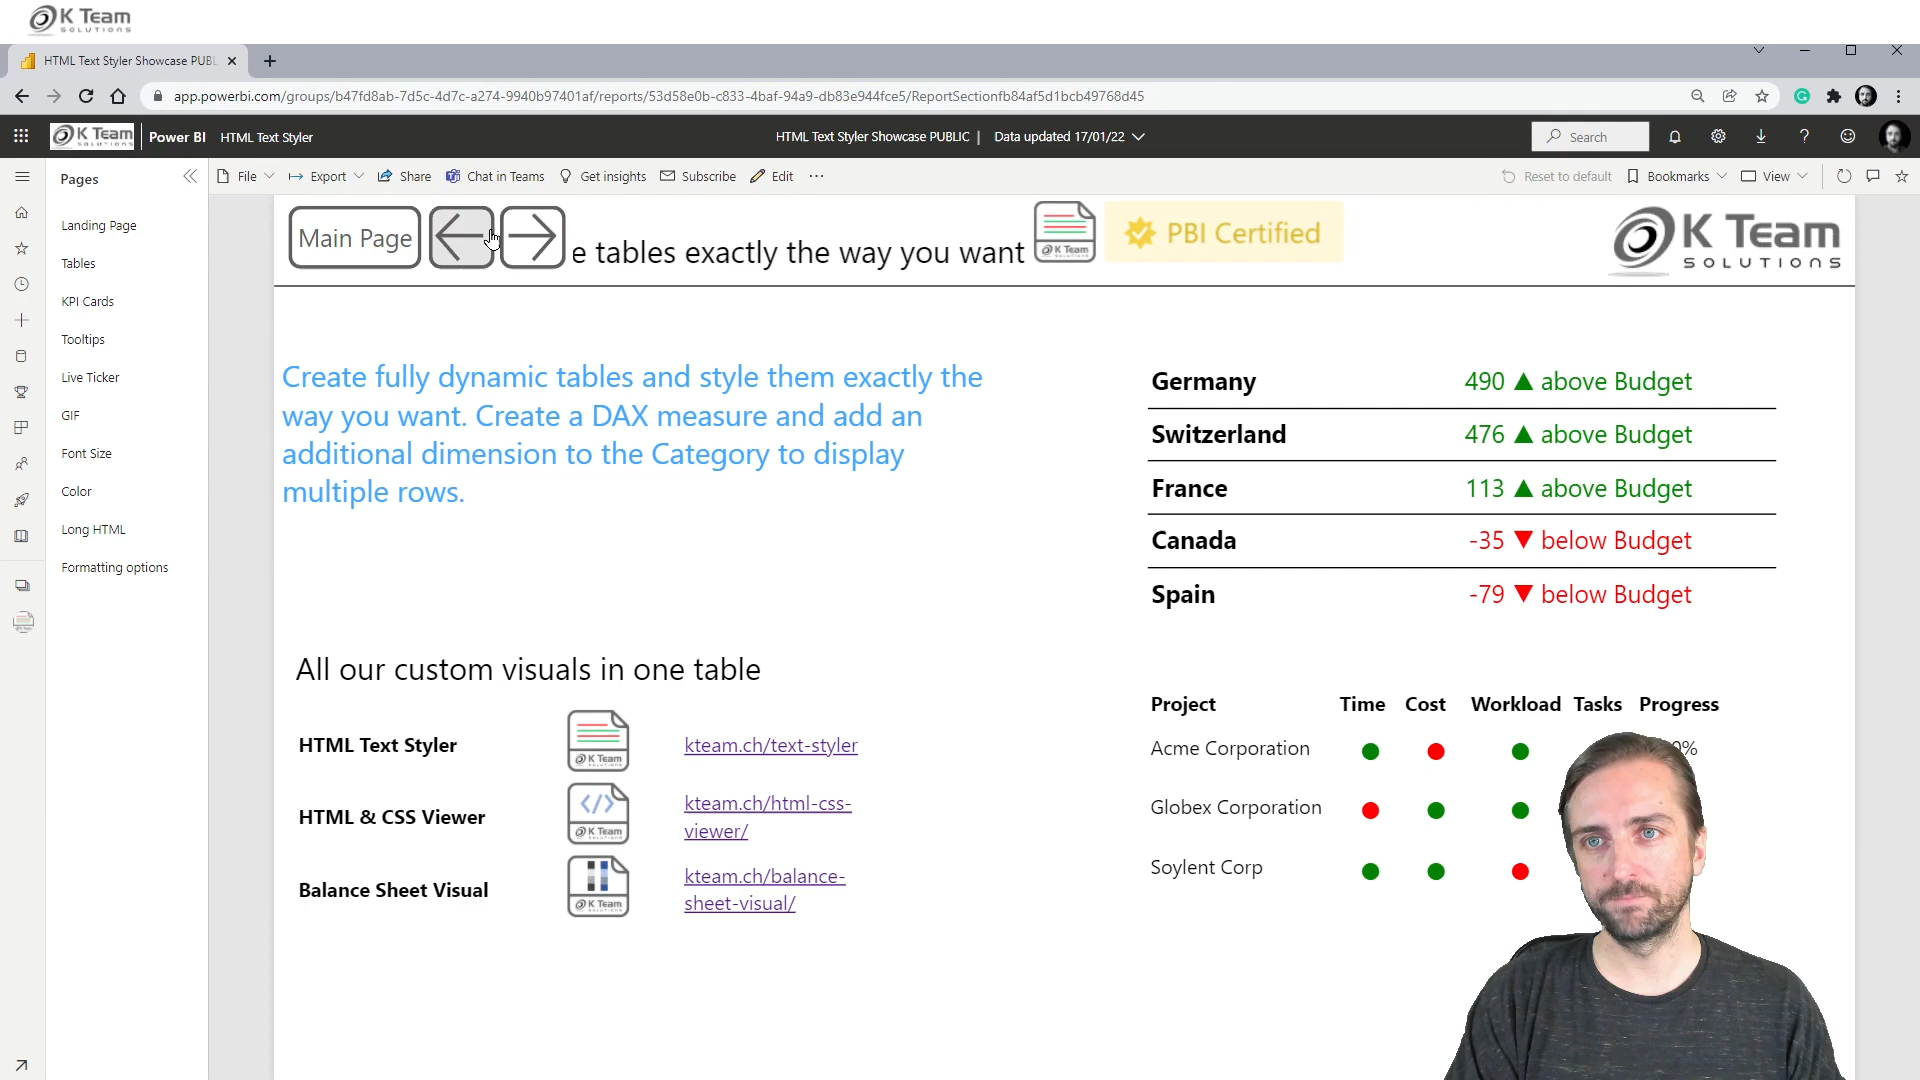 K Team
SOLUTIONS
HTML Text Styler Showcase PUBL
app.powerbi.com/groups/b47fd8ab-7d5c-4d7c-a274-9940b97401af/reports/53d58e0b-c833-4baf-94a9-db83e944fce5/ReportSectionfb84af5d1bcb49768d45
K Team
SOLUTIONS
Power BI HTML Text Styler
HTML Text Styler Showcase PUBLIC | Data updated 17/01/22
Search
Pages
File Export Share Chat in Teams Get insights Subscribe Edit ...
Reset to default Bookmarks View
Landing Page
Tables
KPI Cards
Tooltips
Live Ticker
GIF
Font Size
Color
Long HTML
Formatting options
Main Page
e tables exactly the way you want
K Team
PBI Certified
K Team
SOLUTIONS
Create fully dynamic tables and style them exactly the
way you want. Create a DAX measure and add an
additional dimension to the Category to display
multiple rows.
Germany 490 ▲ above Budget
Switzerland 476 ▲ above Budget
France 113 ▲ above Budget
Canada -35 ▼ below Budget
Spain -79 ▼ below Budget
All our custom visuals in one table
HTML Text Styler
K Team
kteam.ch/text-styler
HTML & CSS Viewer
</>
K Team
kteam.ch/html-css-
viewer/
Balance Sheet Visual
K Team
kteam.ch/balance-
sheet-visual/
Project Time Cost Workload Tasks Progress
Acme Corporation
Globex Corporation
Soylent Corp